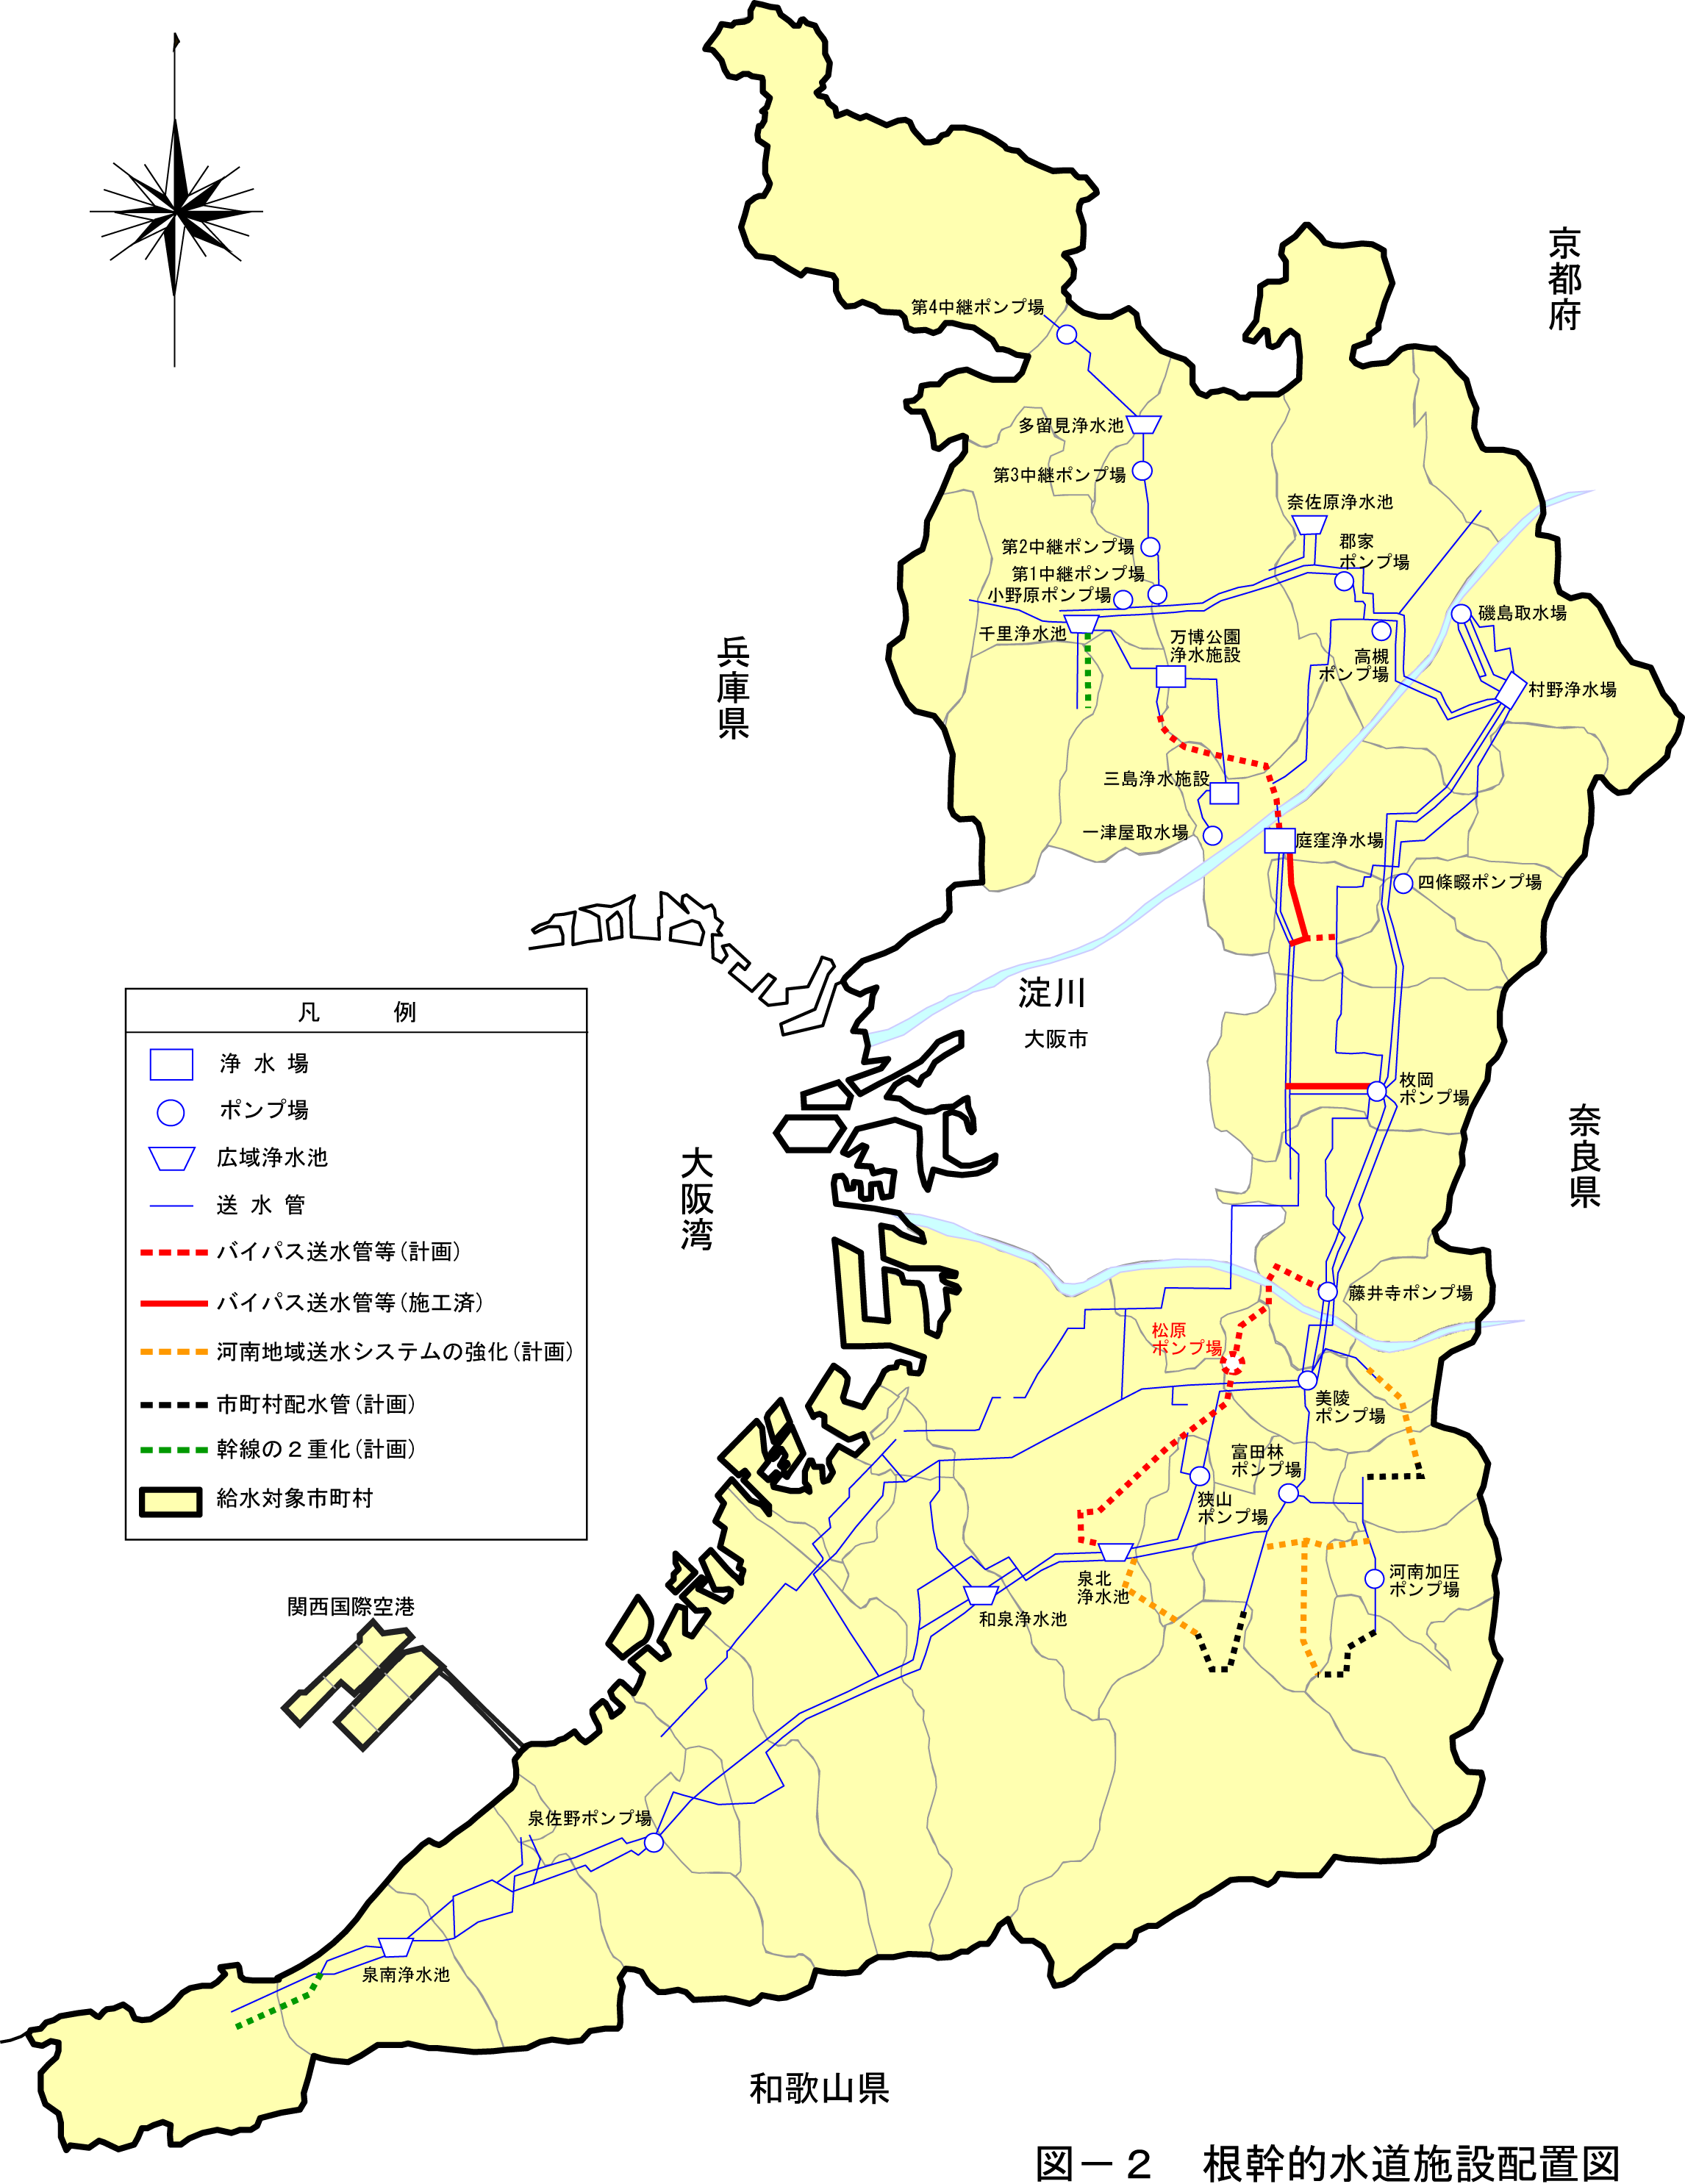 京都府
第4中継ポンプ場
多留見浄水池
第3中継ポンプ場
奈佐原浄水池
第2中継ポンプ場
郡家
ポンプ場
第1中継ポンプ場
小野原ポンプ場
磯島取水場
千里浄水池
万博公園
浄水施設
高槻
ポンプ場
村野浄水場
兵庫県
三島浄水施設
一津屋取水場
庭窪浄水場
四條畷ポンプ場
淀川
大阪市
枚岡
ポンプ場
奈良県
大阪湾
凡 例
浄 水 場
ポンプ場
広域浄水池
送 水 管
バイパス送水管等(計画)
バイパス送水管等(施工済)
河南地域送水システムの強化(計画)
市町村配水管(計画)
幹線の２重化(計画)
給水対象市町村
藤井寺ポンプ場
松原
ポンプ場
美陵
ポンプ場
富田林
ポンプ場
狭山
ポンプ場
泉北
浄水池
河南加圧
ポンプ場
和泉浄水池
関西国際空港
泉佐野ポンプ場
泉南浄水池
和歌山県
図－２ 根幹的水道施設配置図